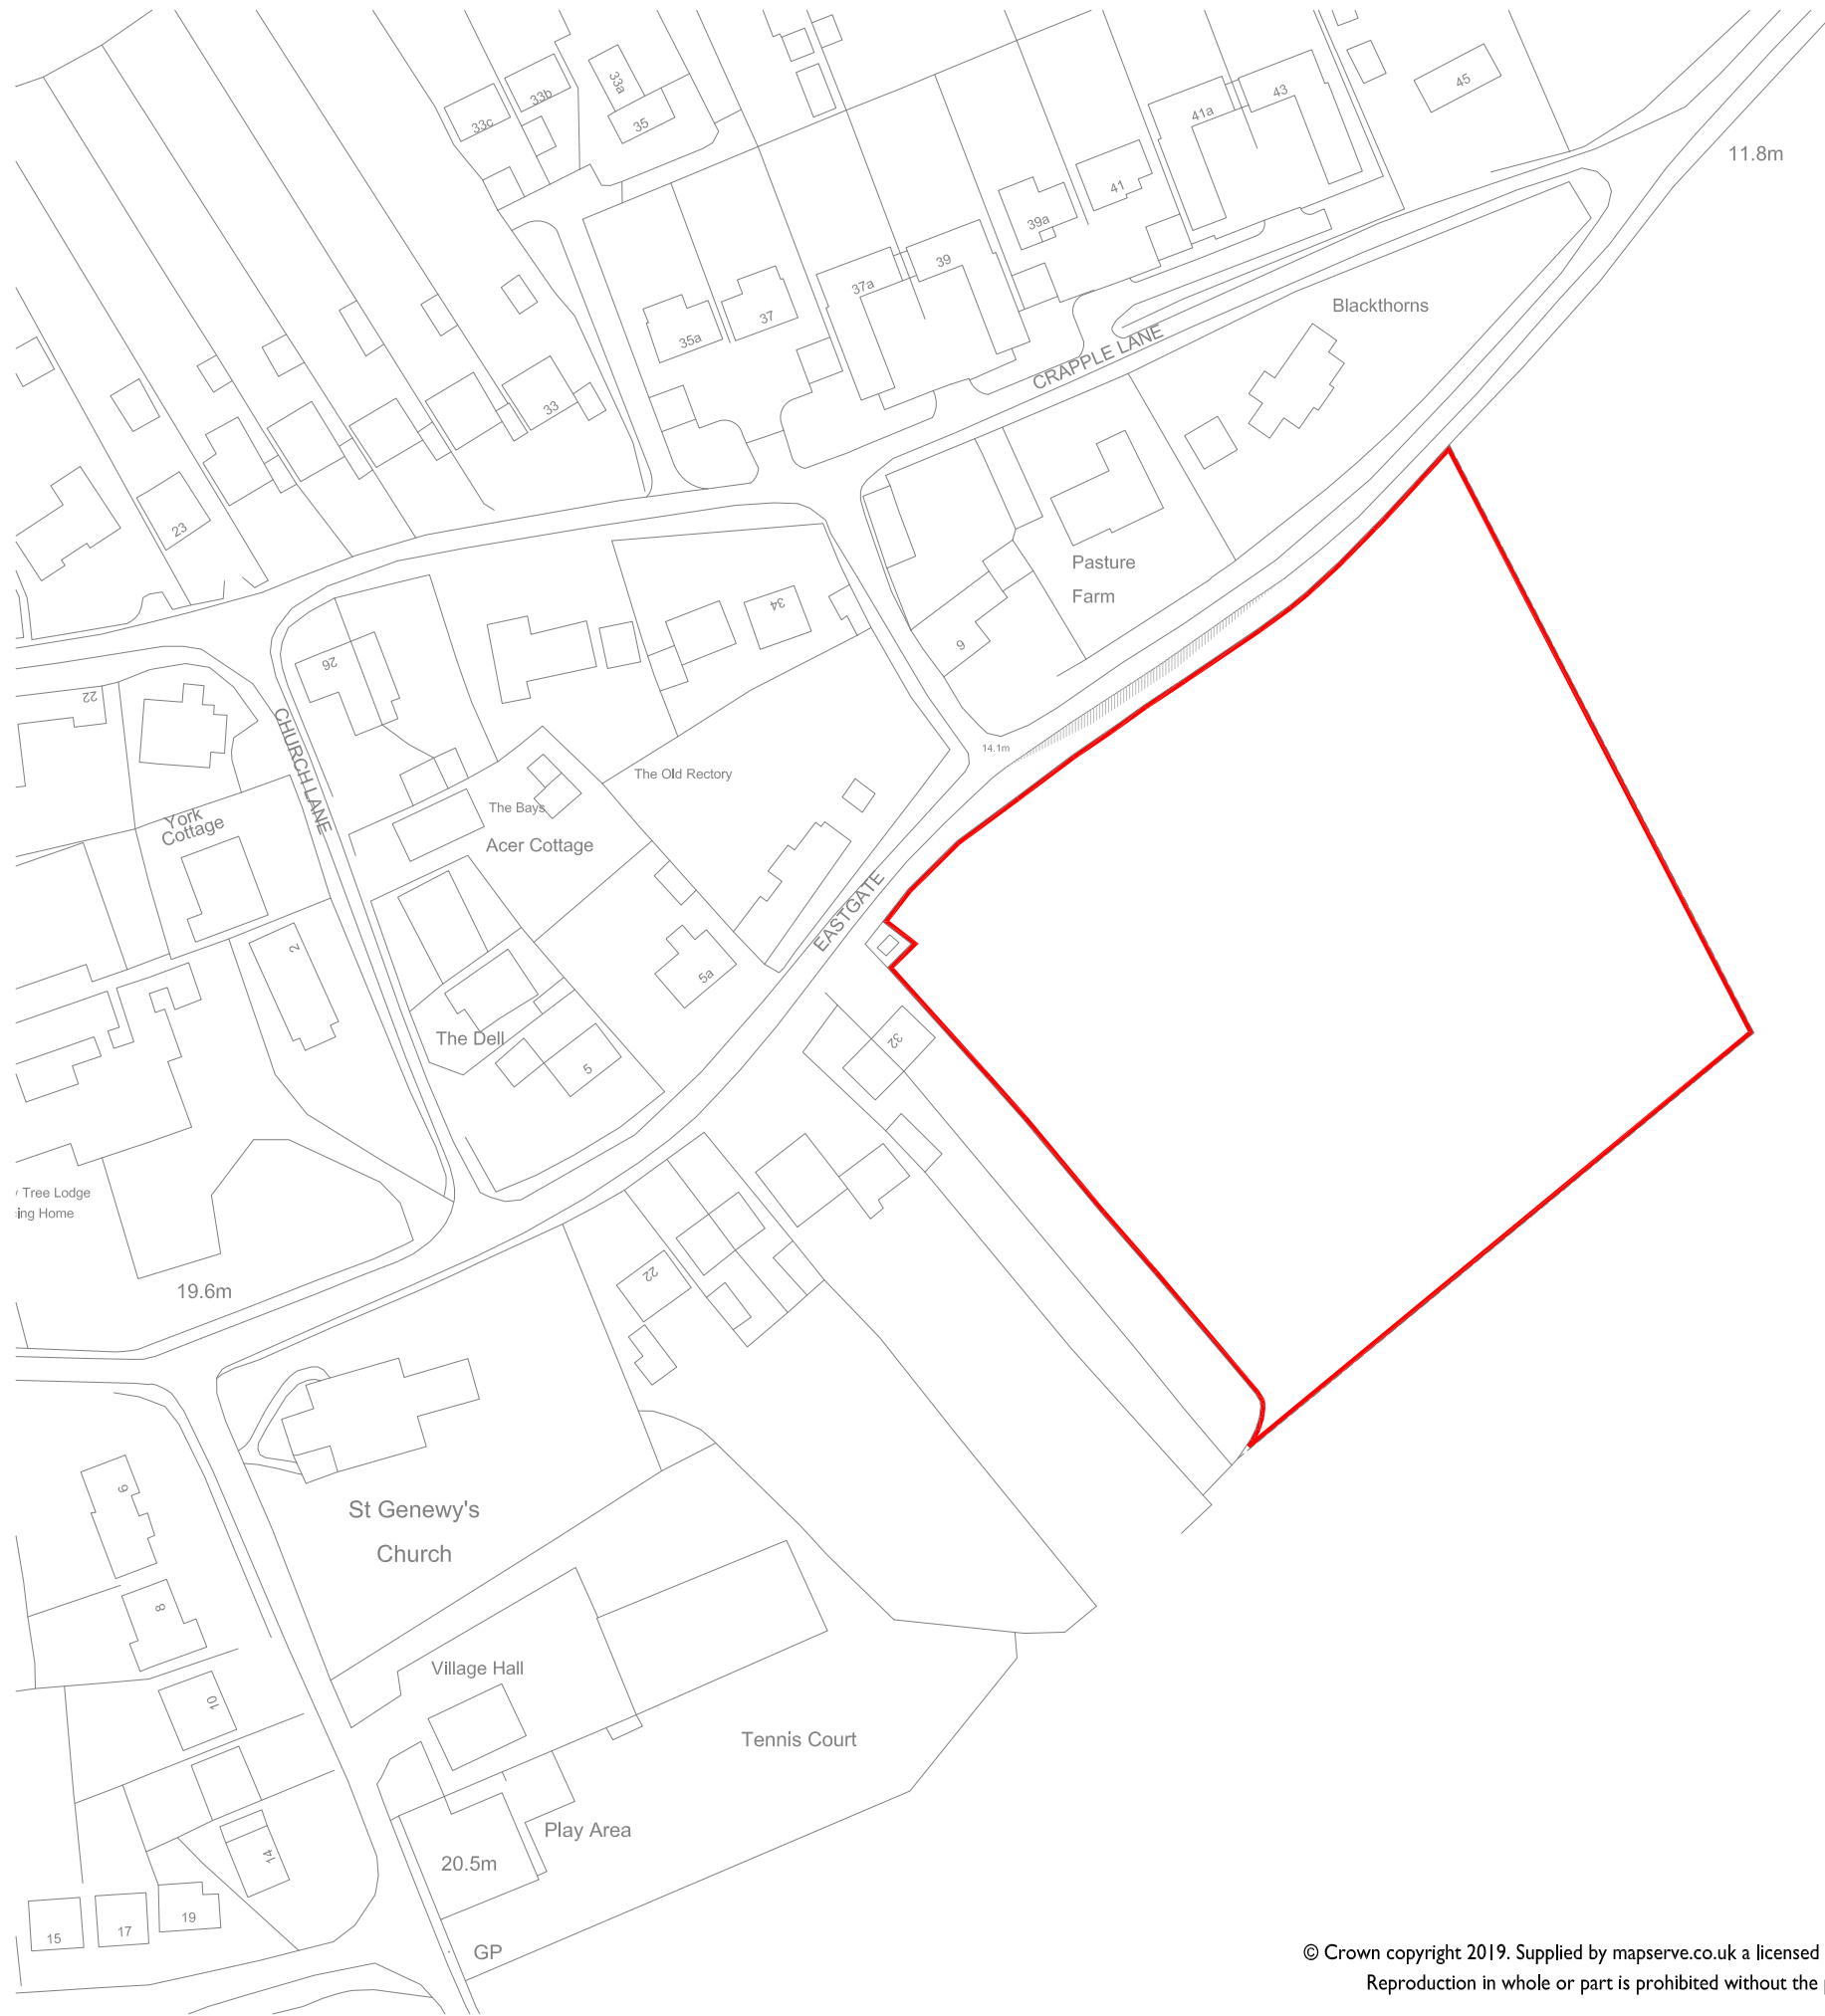 33c
33b
33a
35
45
43
41a
11.8m
41
39a
39
37a
37
35a
33
23
Blackthorns
CRAPPLE LANE
Pasture
Farm
34
26
22
6
14.1m
CHURCH LANE
The Old Rectory
The Bays
Acer Cottage
York
Cottage
EASTGATE
2
5a
The Dell
5
32
Tree Lodge
ing Home
19.6m
22
St Genewy's
Church
9
8
10
14
Village Hall
Tennis Court
Play Area
20.5m
15
17
19
GP
© Crown copyright 2019. Supplied by mapserve.co.uk a licensed
Reproduction in whole or part is prohibited without the